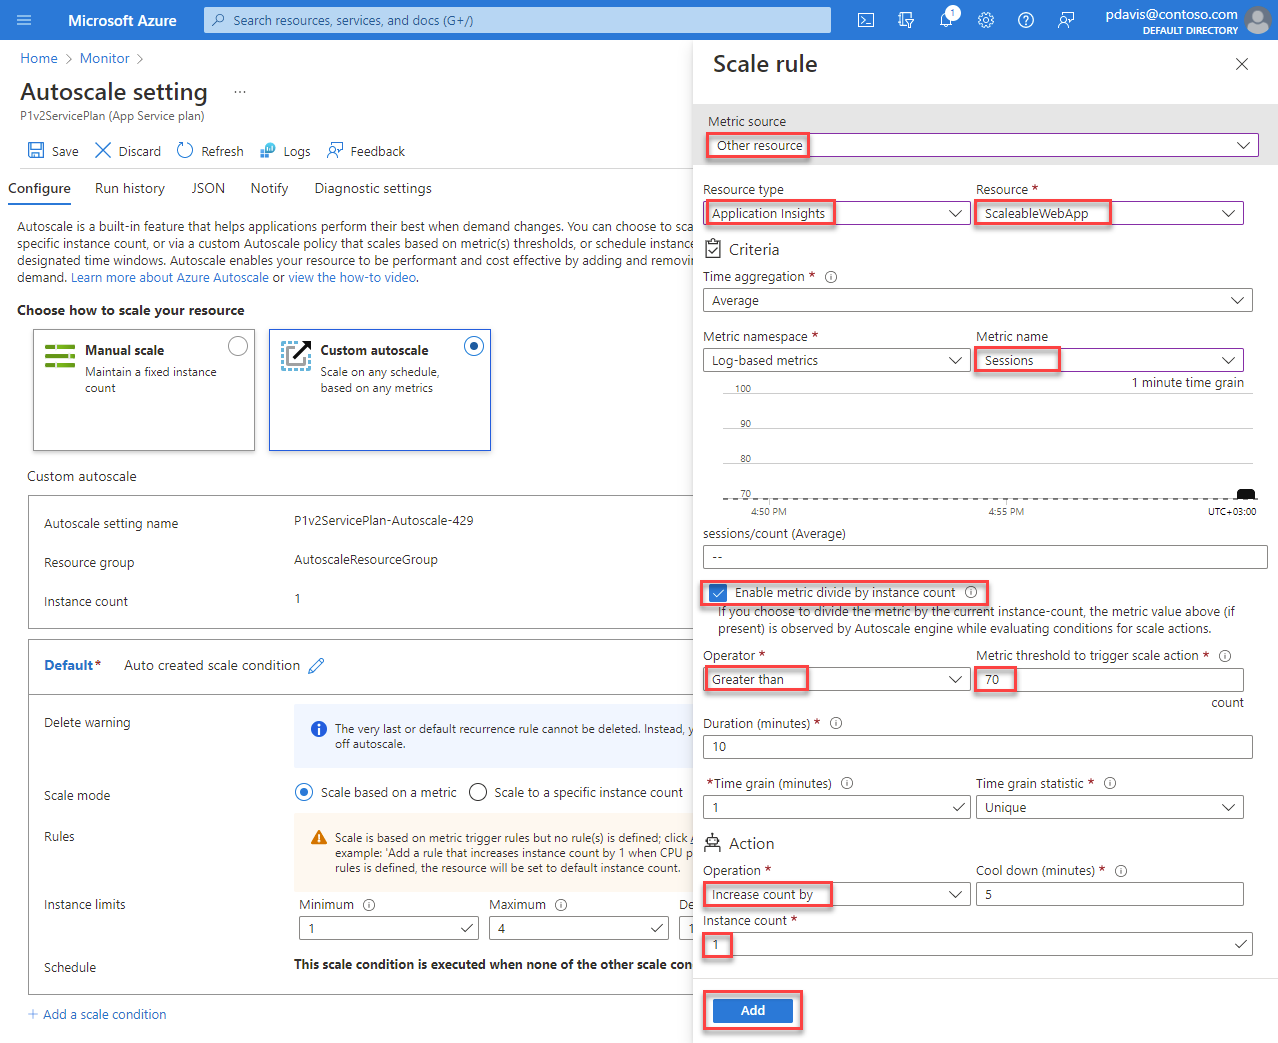 Microsoft Azure
Search resources, services, and docs (G+/)
1
pdavis@contoso.com
DEFAULT DIRECTORY
Home > Monitor >
Autoscale setting ...
P1v2ServicePlan (App Service plan)
Save Discard Refresh Logs Feedback
Configure Run history JSON Notify Diagnostic settings
Autoscale is a built-in feature that helps applications perform their best when demand changes. You can choose to sca
specific instance count, or via a custom Autoscale policy that scales based on metric(s) thresholds, or schedule instance
designated time windows. Autoscale enables your resource to be performant and cost effective by adding and removin
demand. Learn more about Azure Autoscale or view the how-to video.
Choose how to scale your resource
Manual scale
Maintain a fixed instance
count
Custom autoscale
Scale on any schedule,
based on any metrics
Custom autoscale
Autoscale setting name P1v2ServicePlan-Autoscale-429
Resource group AutoscaleResourceGroup
Instance count 1
Default* Auto created scale condition
Delete warning
The very last or default recurrence rule cannot be deleted. Instead, y
off autoscale.
Scale mode Scale based on a metric Scale to a specific instance count
Rules
Scale is based on metric trigger rules but no rule(s) is defined; click
example: 'Add a rule that increases instance count by 1 when CPU p
rules is defined, the resource will be set to default instance count.
Instance limits
Minimum Maximum De
1 4 1
Schedule This scale condition is executed when none of the other scale con
+ Add a scale condition
Scale rule
Metric source
Other resource
Resource type Resource *
Application Insights ScaleableWebApp
Criteria
Time aggregation *
Average
Metric namespace * Metric name
Log-based metrics Sessions
1 minute time grain
100
90
80
70
4:50 PM 4:55 PM UTC+03:00
sessions/count (Average)
--
Enable metric divide by instance count
If you choose to divide the metric by the current instance-count, the metric value above (if
present) is observed by Autoscale engine while evaluating conditions for scale actions.
Operator * Metric threshold to trigger scale action *
Greater than 70
count
Duration (minutes) *
10
*Time grain (minutes) Time grain statistic *
1 Unique
Action
Operation * Cool down (minutes) *
Increase count by 5
Instance count *
1
Add